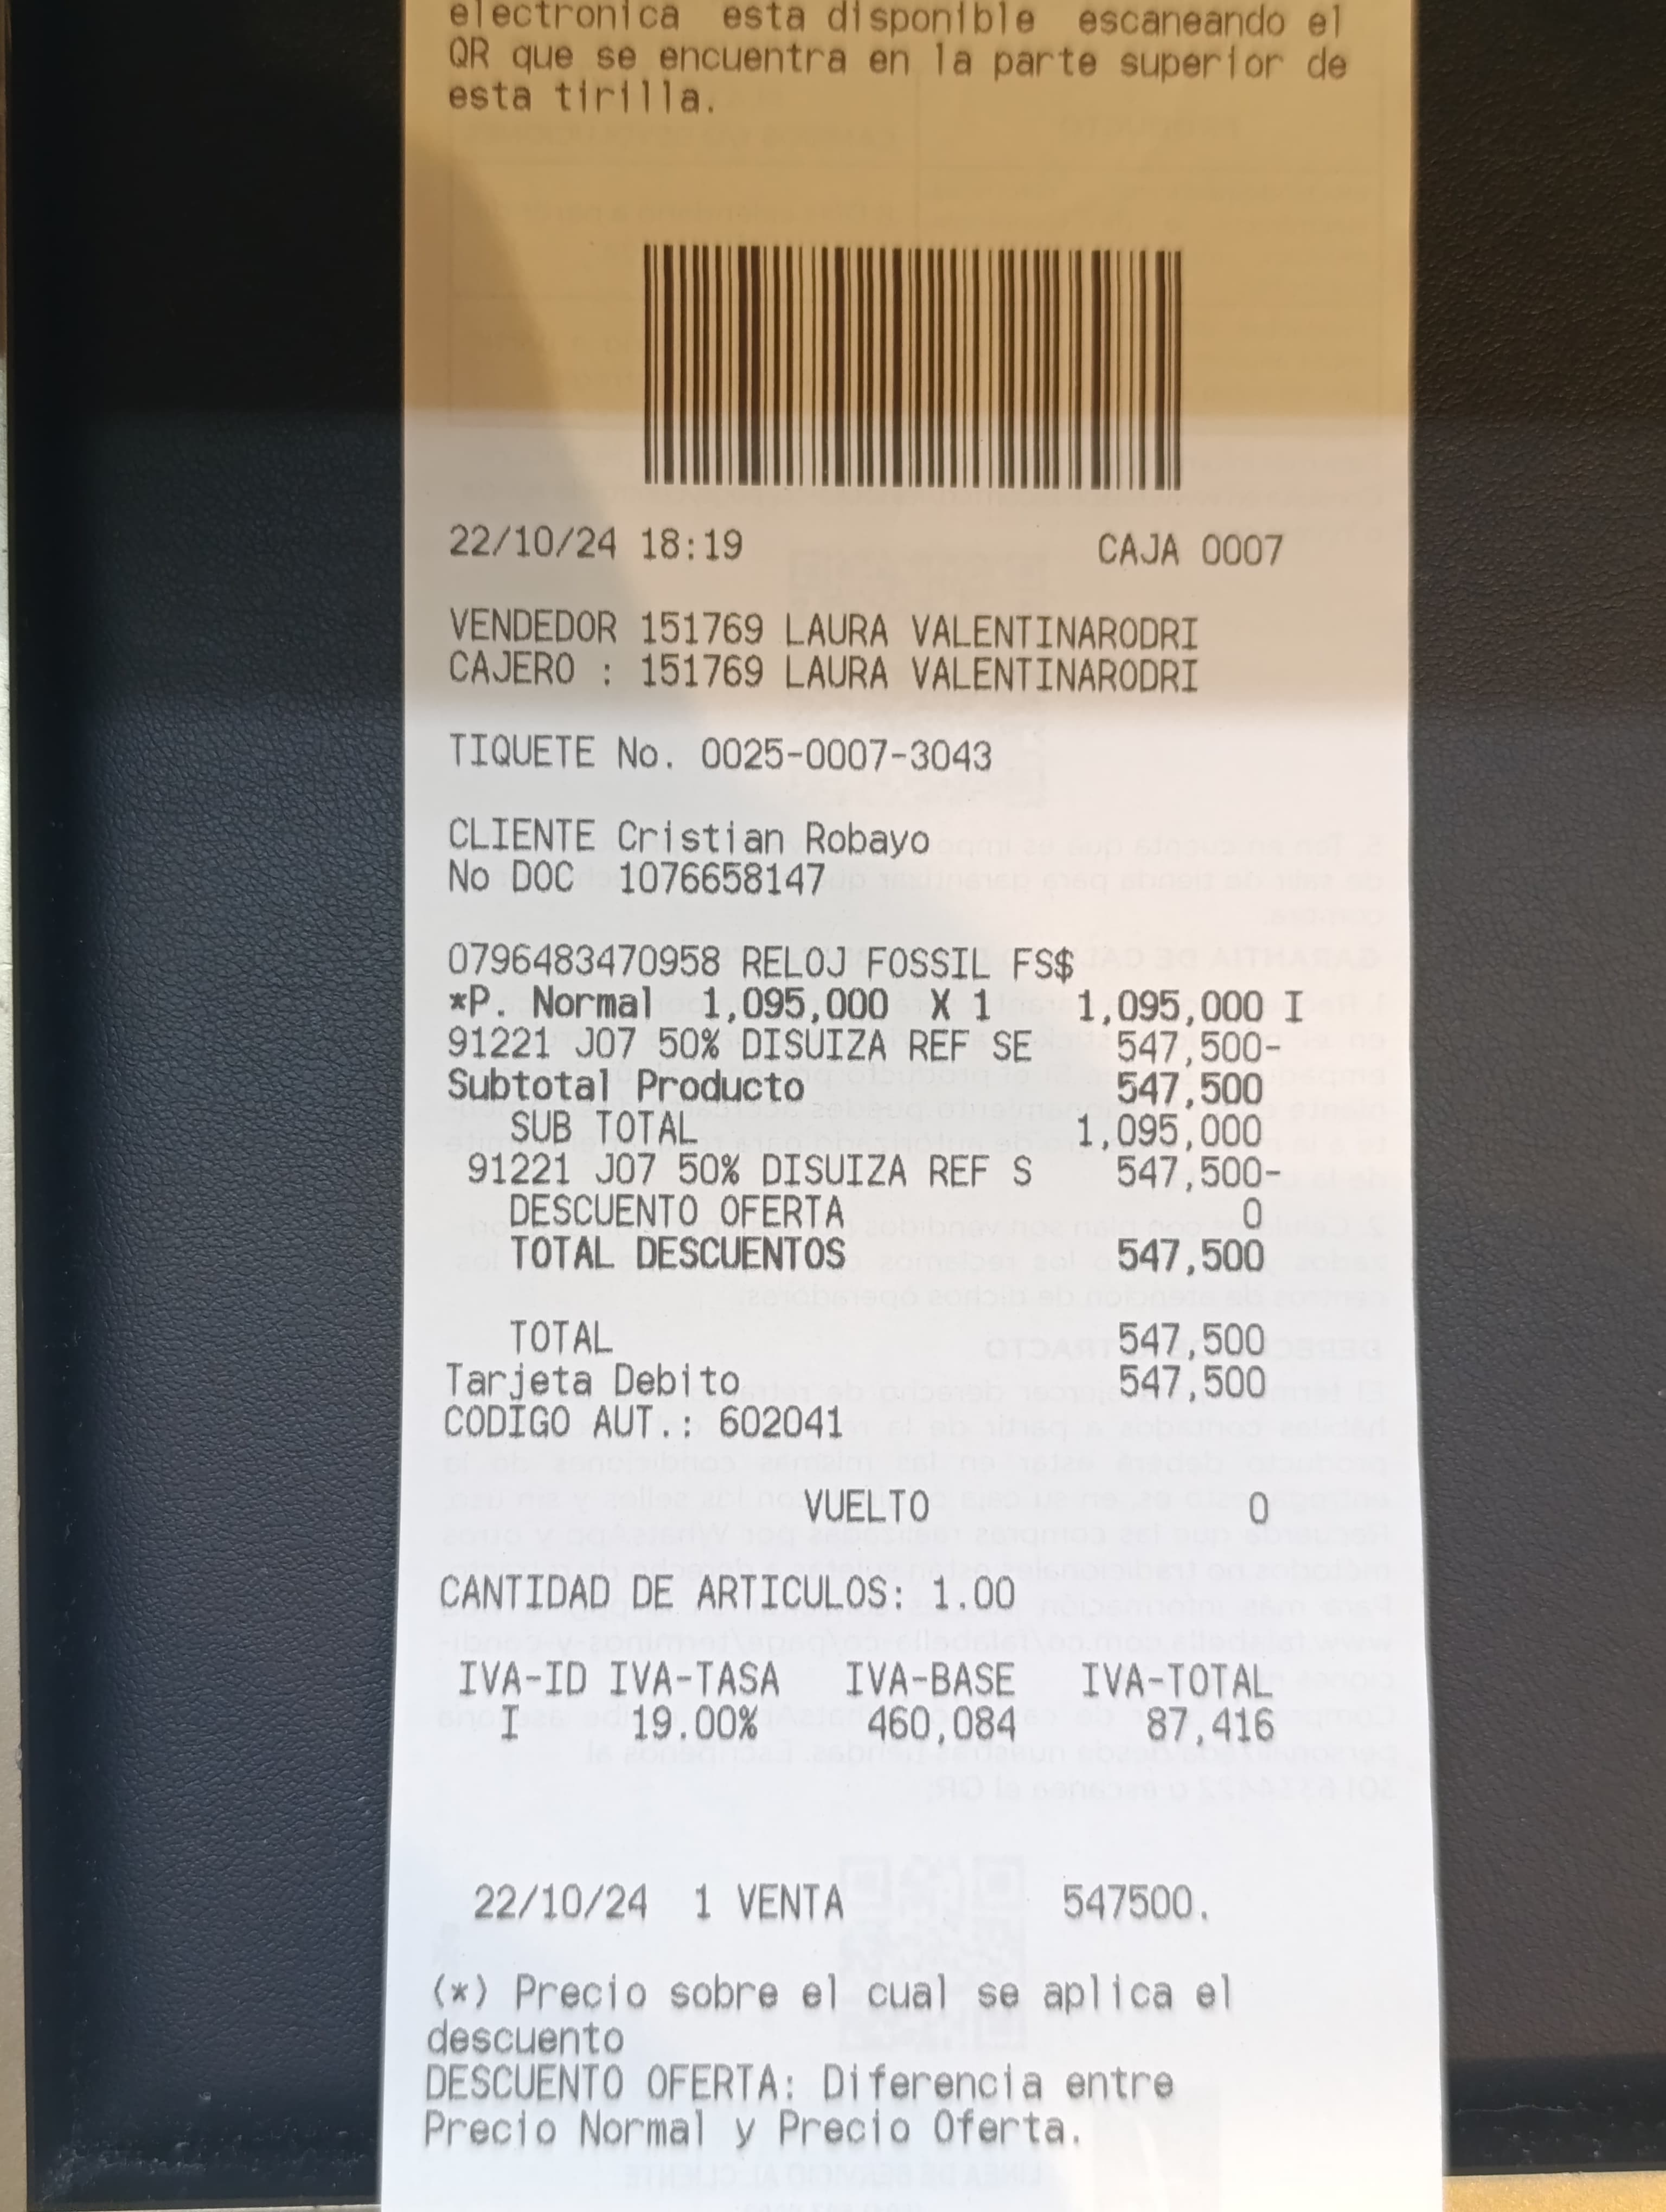 electronica esta disponible escaneando el
QR que se encuentra en la parte superior de
esta tirilla.
22/10/24 18:19 CAJA 0007
VENDEDOR 151769 LAURA VALENTINARODRI
CAJERO : 151769 LAURA VALENTINARODRI
TIQUETE No. 0025-0007-3043
CLIENTE Cristian Robayo
No DOC 1076658147
0796483470958 RELOJ FOSSIL FS$
*P. Normal 1,095,000 X 1 1,095,000 I
91221 J07 50% DISUIZA REF SE 547,500-
Subtotal Producto 547,500
SUB TOTAL 1,095,000
91221 J07 50% DISUIZA REF S 547,500-
DESCUENTO OFERTA 0
TOTAL DESCUENTOS 547,500
TOTAL 547,500
Tarjeta Debito 547,500
CODIGO AUT.: 602041
VUELTO 0
CANTIDAD DE ARTICULOS: 1.00
IVA-ID IVA-TASA IVA-BASE IVA-TOTAL
I 19.00% 460,084 87,416
22/10/24 1 VENTA 547500.
(*) Precio sobre el cual se aplica el
descuento
DESCUENTO OFERTA: Diferencia entre
Precio Normal y Precio Oferta.